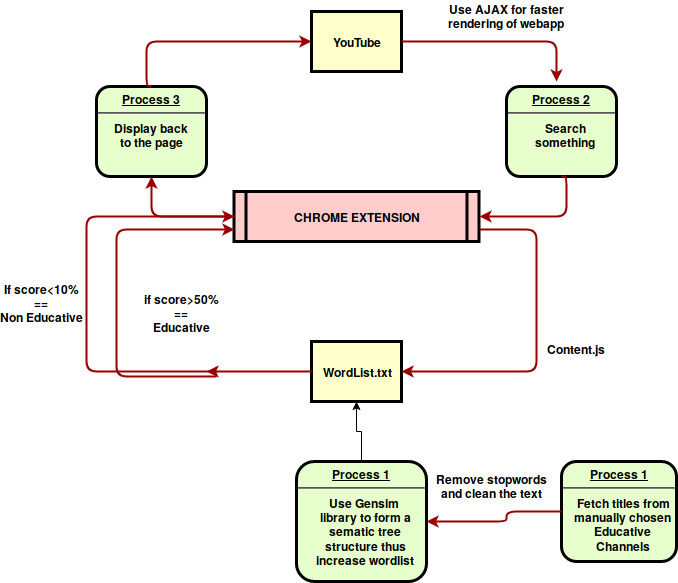 Use AJAX for faster
rendering of webapp
YouTube
Process 3
Display back
to the page
Process 2
Search
something
CHROME EXTENSION
If score<10%
==
Non Educative
if score>50%
==
Educative
Content.js
WordList.txt
Process 1
Use Gensim
library to form a
sematic tree
structure thus
increase wordlist
Remove stopwords
and clean the text
Process 1
Fetch titles from
manually chosen
Educative
Channels